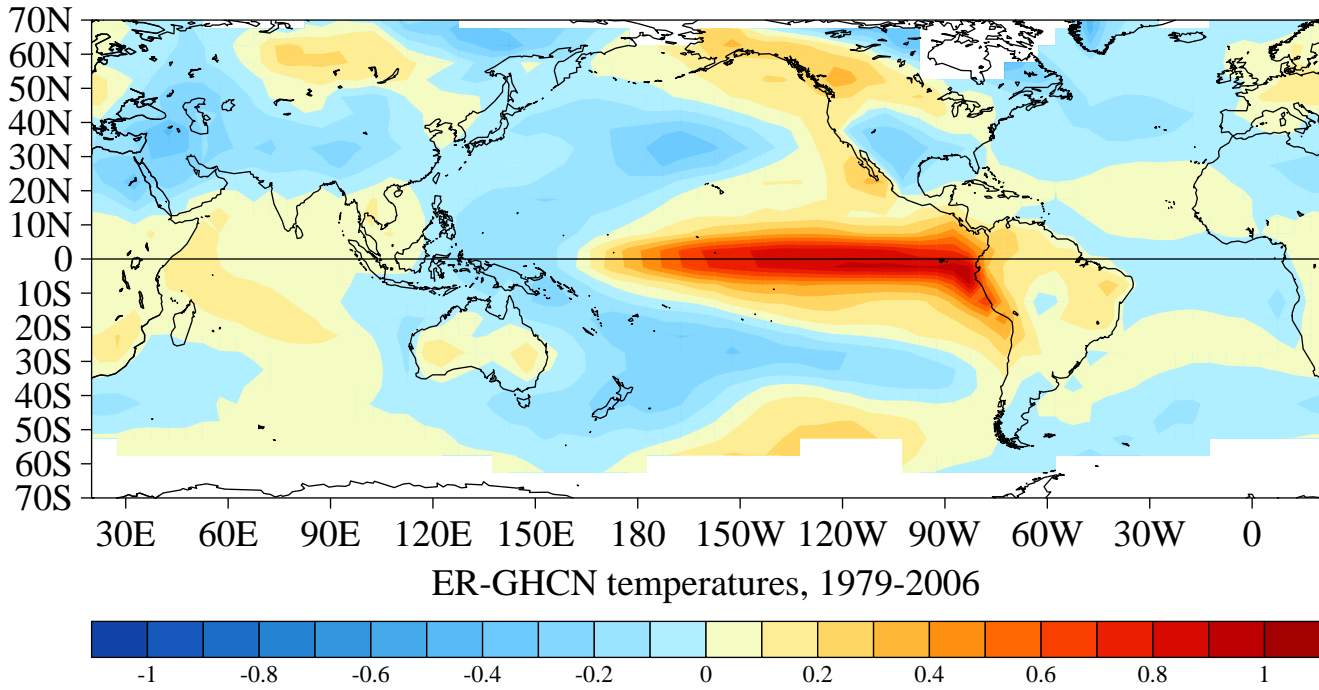 70N
60N
50N
40N
30N
20N
10N
0
10S
20S
30S
40S
50S
60S
70S
30E 60E 90E 120E 150E 180 150W 120W 90W 60W 30W 0
ER-GHCN temperatures, 1979-2006
-1 -0.8 -0.6 -0.4 -0.2 0 0.2 0.4 0.6 0.8 1